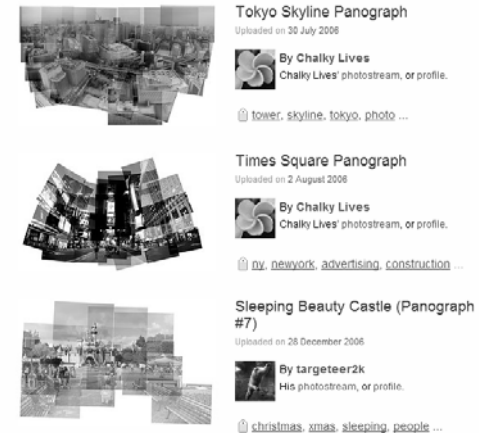 Tokyo Skyline Panograph
Uploaded on 30 July 2006
By Chalky Lives
Chalky Lives' photostream, or profile.
tower, skyline, tokyo, photo ...
Times Square Panograph
Uploaded on 2 August 2006
By Chalky Lives
Chalky Lives' photostream, or profile.
ny, newyork, advertising, construction ...
Sleeping Beauty Castle (Panograph
#7)
Uploaded on 28 December 2006
By targeteer2k
His photostream, or profile.
christmas, xmas, sleeping, people ...